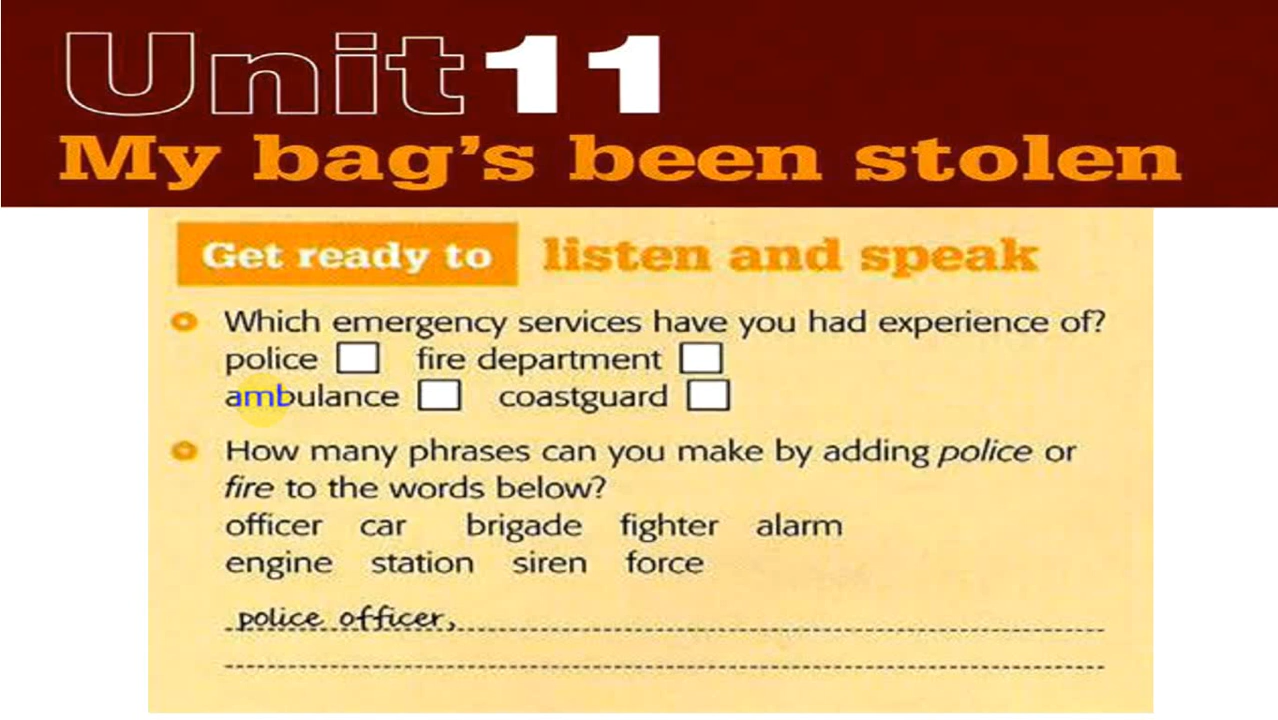 Unit 11
My bag's been stolen
Get ready to listen and speak
Which emergency services have you had experience of?
police fire department
ambulance coastguard
How many phrases can you make by adding police or
fire to the words below?
officer car brigade fighter alarm
engine station siren force
police officer,